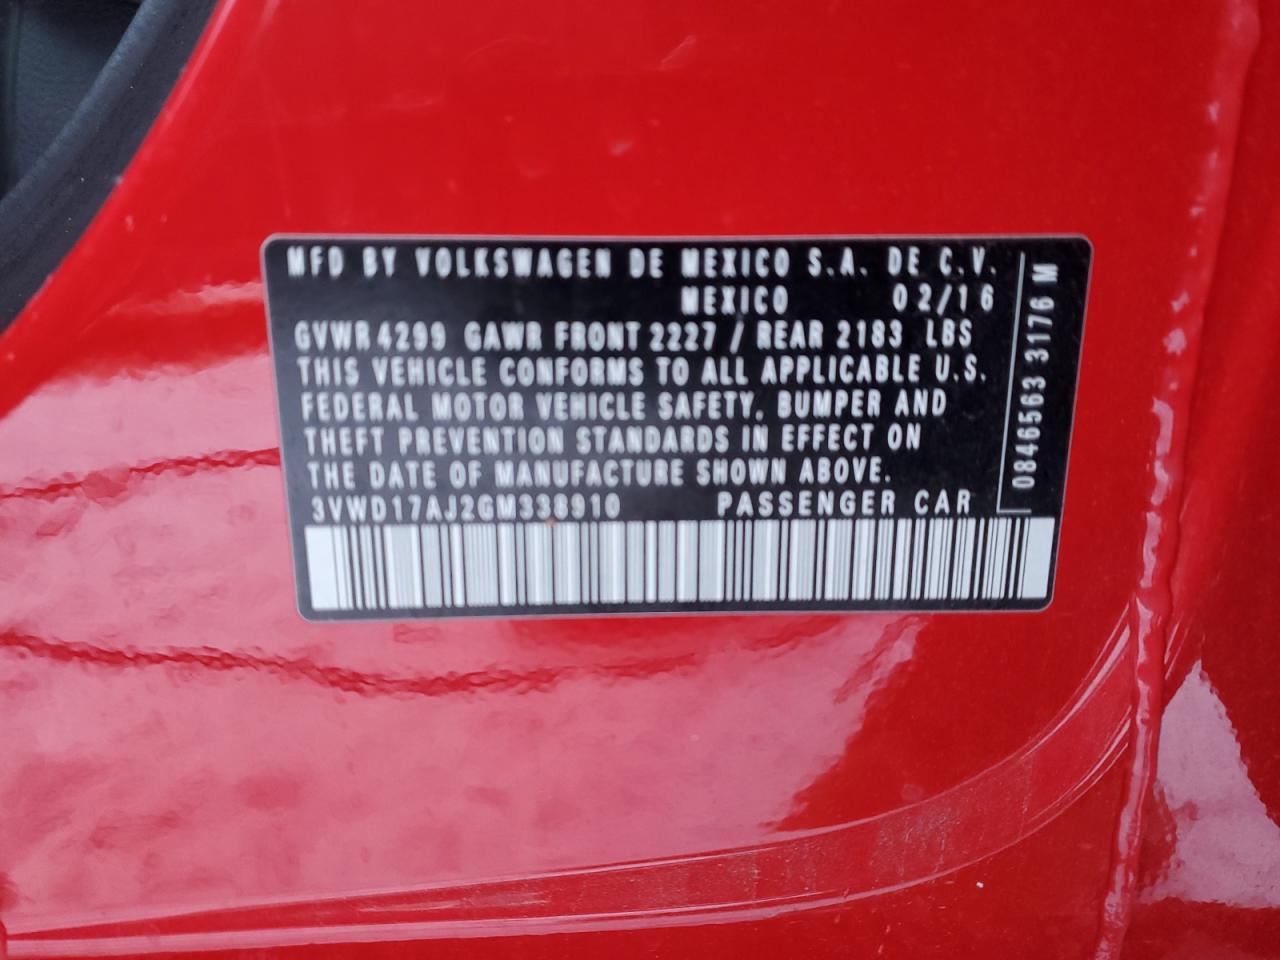 MFD BY VOLKSWAGEN DE MEXICO S.A. DE C.V.
MEXICO 02/16
GVWR 4299 GAWR FRONT 2227 / REAR 2183 LBS
THIS VEHICLE CONFORMS TO ALL APPLICABLE U.S.
FEDERAL MOTOR VEHICLE SAFETY, BUMPER AND
THEFT PREVENTION STANDARDS IN EFFECT ON
THE DATE OF MANUFACTURE SHOWN ABOVE.
3VWD17AJ2GM338910 PASSENGER CAR
0846563 3176 M